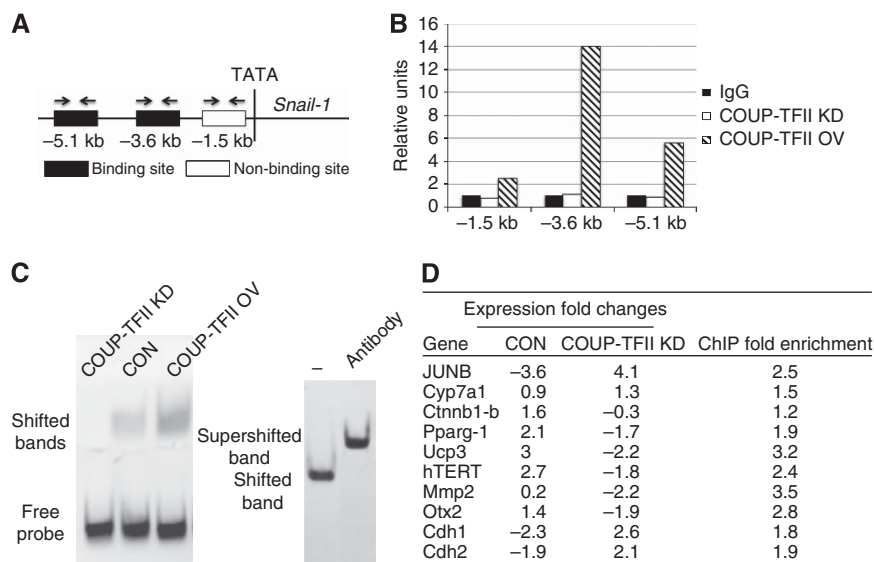 A
TATA
Snail-1
–5.1 kb
–3.6 kb
–1.5 kb
Binding site
Non-binding site
B
Relative units
16
14
12
10
8
6
4
2
0
–1.5 kb
–3.6 kb
–5.1 kb
IgG
COUP-TFII KD
COUP-TFII OV
C
COUP-TFII KD
CON
COUP-TFII OV
Shifted
bands
Free
probe
–
Antibody
Supershifted
band
Shifted
band
D
Expression fold changes
Gene CON COUP-TFII KD ChIP fold enrichment
JUNB –3.6 4.1 2.5
Cyp7a1 0.9 1.3 1.5
Ctnnb1-b 1.6 –0.3 1.2
Pparg-1 2.1 –1.7 1.9
Ucp3 3 –2.2 3.2
hTERT 2.7 –1.8 2.4
Mmp2 0.2 –2.2 3.5
Otx2 1.4 –1.9 2.8
Cdh1 –2.3 2.6 1.8
Cdh2 –1.9 2.1 1.9